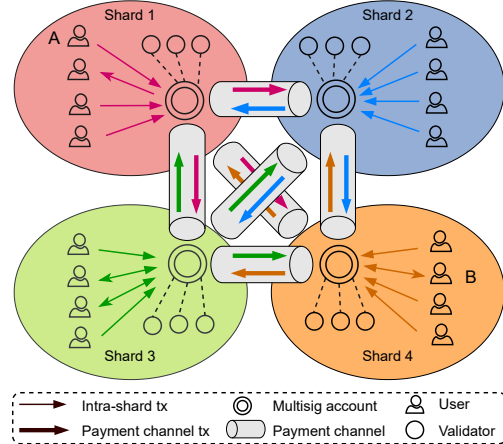 Shard 1
Shard 2
A
B
Shard 3
Shard 4
Intra-shard tx
Multisig account
User
Payment channel tx
Payment channel
Validator